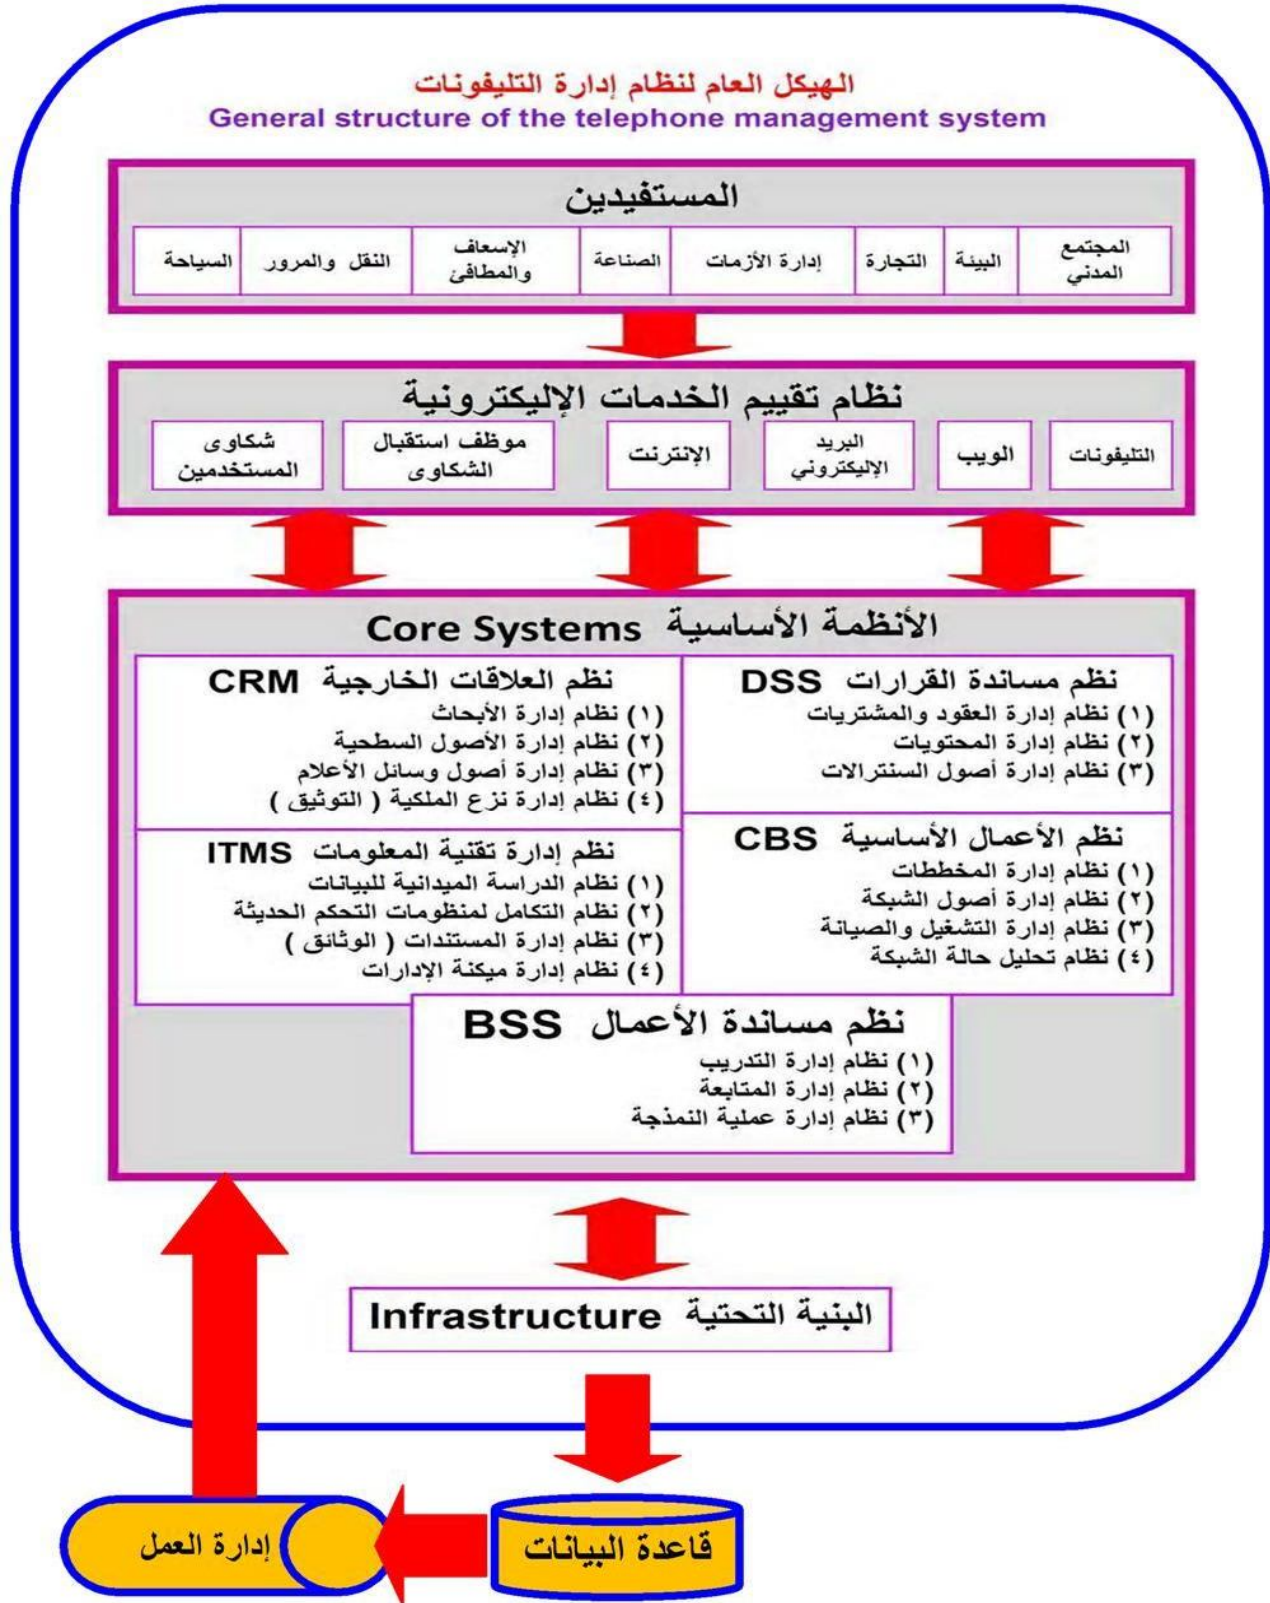 الهيكل العام لنظام إدارة التليفونات
General structure of the telephone management system
المستفيدين
المجتمع
المدني
البيئة
التجارة
إدارة الأزمات
الصناعة
الإسعاف
والمطافئ
النقل والمرور
السياحة
نظام تقييم الخدمات الإليكترونية
التليفونات
الويب
البريد
الإليكتروني
الإنترنت
موظف استقبال
الشكاوى
شكاوى
المستخدمين
الأنظمة الأساسية Core Systems
نظم مساندة القرارات DSS
(١) نظام إدارة العقود والمشتريات
(٢) نظام إدارة المحتويات
(٣) نظام إدارة أصول السنترالات
نظم العلاقات الخارجية CRM
(١) نظام إدارة الأبحاث
(٢) نظام إدارة الأصول السطحية
(٣) نظام إدارة أصول وسائل الأعلام
(٤) نظام إدارة نزع الملكية ( التوثيق )
نظم الأعمال الأساسية CBS
(١) نظام إدارة المخططات
(٢) نظام إدارة أصول الشبكة
(٣) نظام إدارة التشغيل والصيانة
(٤) نظام تحليل حالة الشبكة
نظم إدارة تقنية المعلومات ITMS
(١) نظام الدراسة الميدانية للبيانات
(٢) نظام التكامل لمنظومات التحكم الحديثة
(٣) نظام إدارة المستندات ( الوثائق )
(٤) نظام إدارة ميكنة الإدارات
نظم مساندة الأعمال BSS
(١) نظام إدارة التدريب
(٢) نظام إدارة المتابعة
(٣) نظام إدارة عملية النمذجة
البنية التحتية Infrastructure
قاعدة البيانات
إدارة العمل